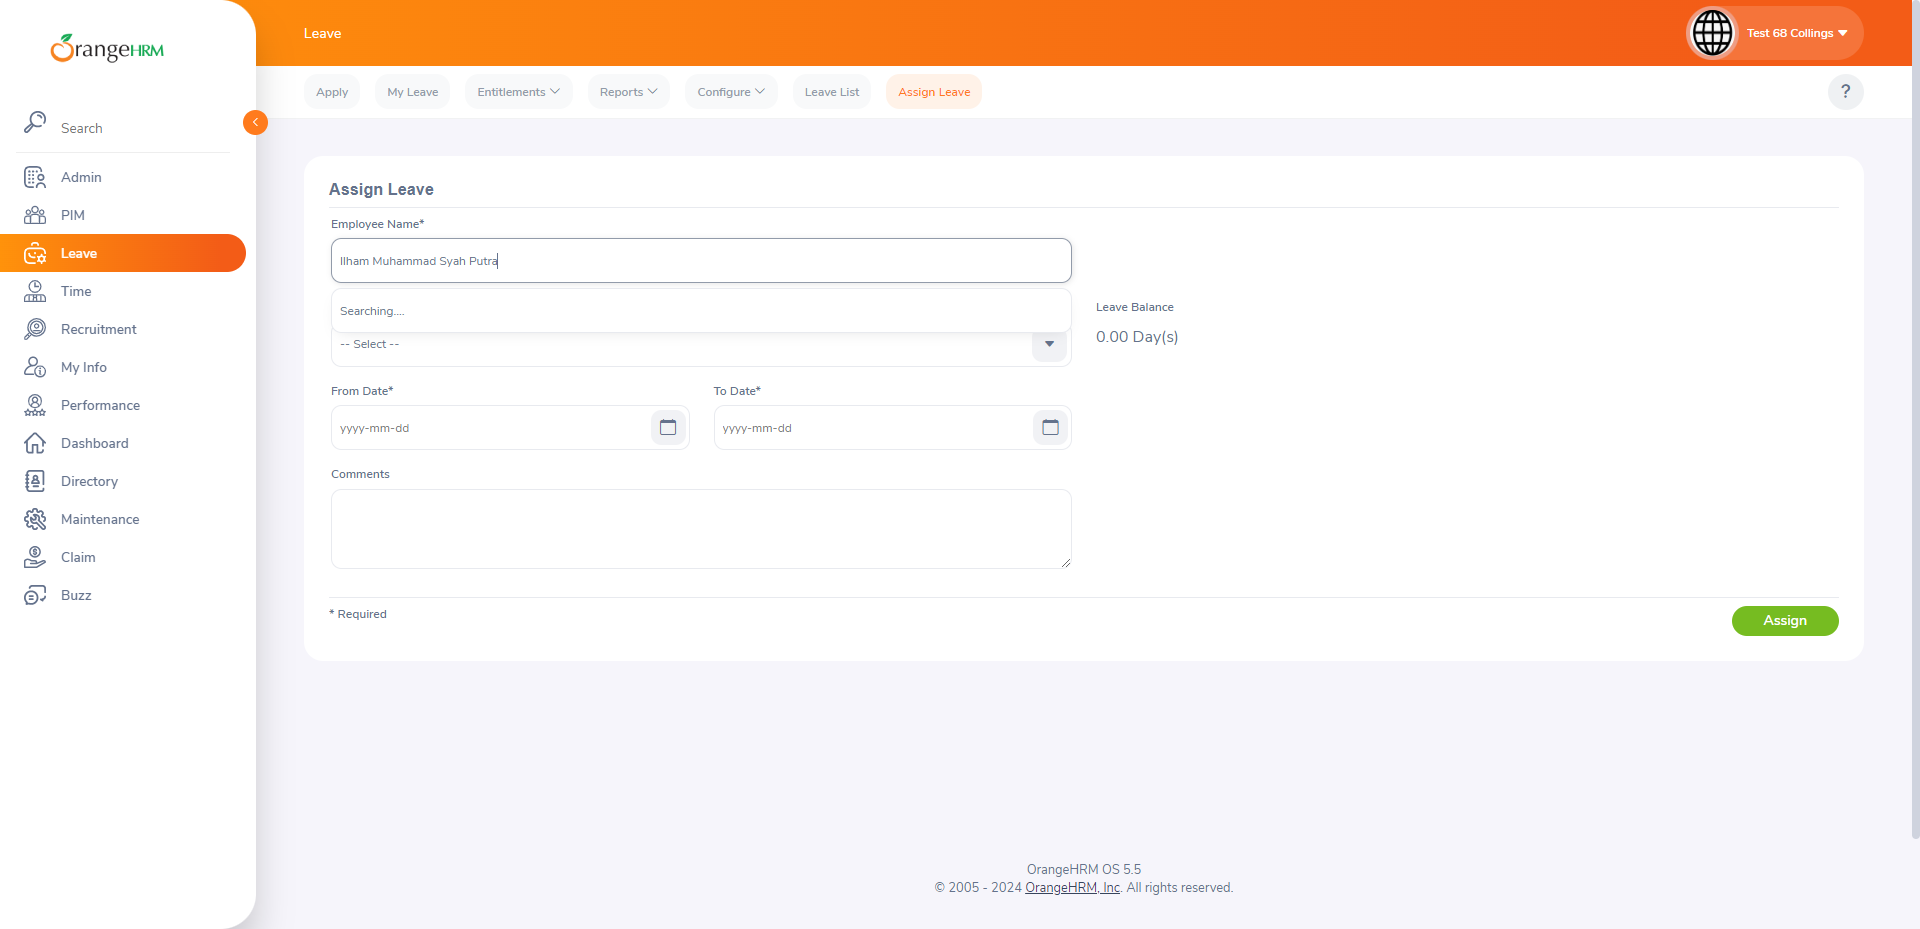 OrangeHRM
Search
Admin
PIM
Leave
Time
Recruitment
My Info
Performance
Dashboard
Directory
Maintenance
Claim
Buzz
Leave
Test 68 Collings
Apply
My Leave
Entitlements
Reports
Configure
Leave List
Assign Leave
?
Assign Leave
Employee Name*
Ilham Muhammad Syah Putra
Searching....
Leave Balance
-- Select --
0.00 Day(s)
From Date*
To Date*
yyyy-mm-dd
yyyy-mm-dd
Comments
* Required
Assign
OrangeHRM OS 5.5
© 2005 - 2024 OrangeHRM, Inc. All rights reserved.